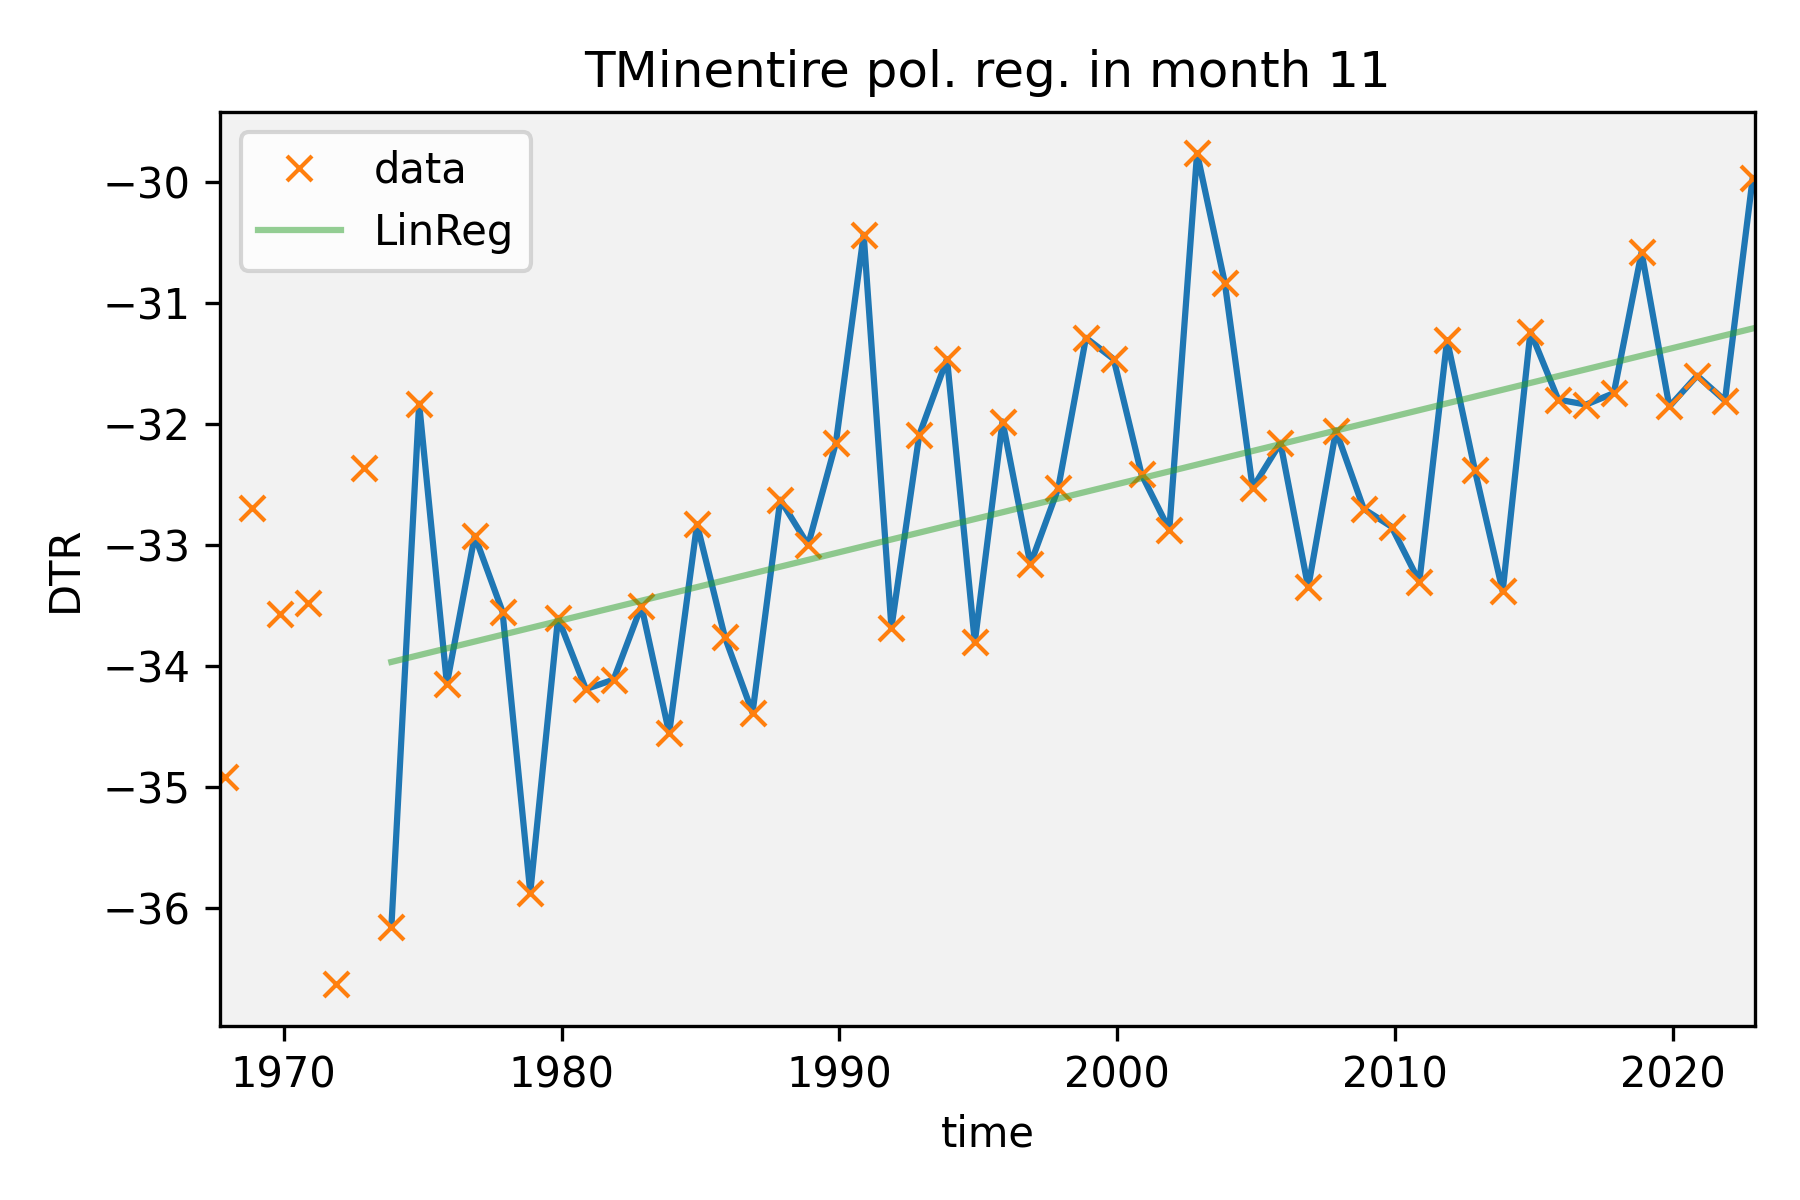 TMinentire pol. reg. in month 11
data
LinReg
−30
−31
−32
−33
−34
−35
−36
DTR
1970 1980 1990 2000 2010 2020
time